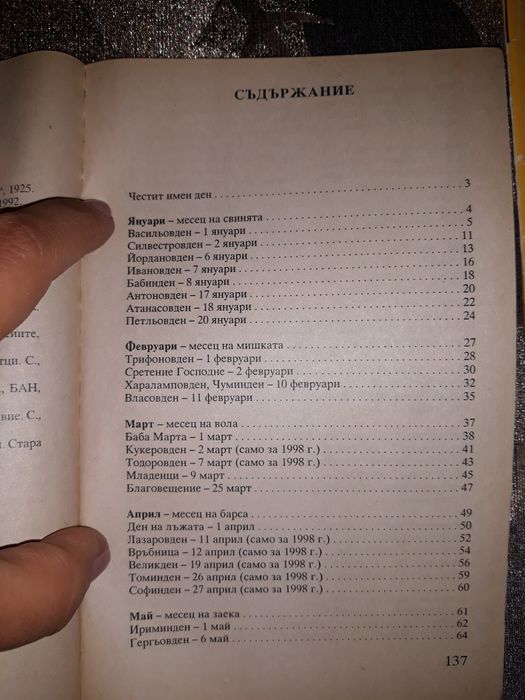 ", 1925.
1992.
ните,
тци. С.,
., БАН,
вие. С.,
. Стара
СЪДЪРЖАНИЕ
Честит имен ден 3
Януари – месец на свинята 4
Васильовден – 1 януари 5
Силвестровден – 2 януари 11
Йордановден – 6 януари 13
Ивановден – 7 януари 16
Бабинден – 8 януари 18
Антоновден – 17 януари 20
Атанасовден – 18 януари 22
Петльовден – 20 януари 24
Февруари – месец на мишката 27
Трифоновден – 1 февруари 28
Сретение Господне – 2 февруари 30
Харалампов­ден, Чуминден – 10 февруари 32
Власовден – 11 февруари 35
Март – месец на вола 37
Баба Марта – 1 март 38
Кукеровден – 2 март (само за 1998 г.) 41
Тодоровден – 7 март (само за 1998 г.) 43
Младенци – 9 март 45
Благовещение – 25 март 47
Април – месец на барса 49
Ден на лъжата – 1 април 50
Лазаровден – 11 април (само за 1998 г.) 52
Връбница – 12 април (само за 1998 г.) 54
Великден – 19 април (само за 1998 г.) 56
Томинден – 26 април (само за 1998 г.) 59
Софинден – 27 април (само за 1998 г.) 60
Май – месец на заека 61
Ириминден – 1 май 62
Гергьовден – 6 май 64
137